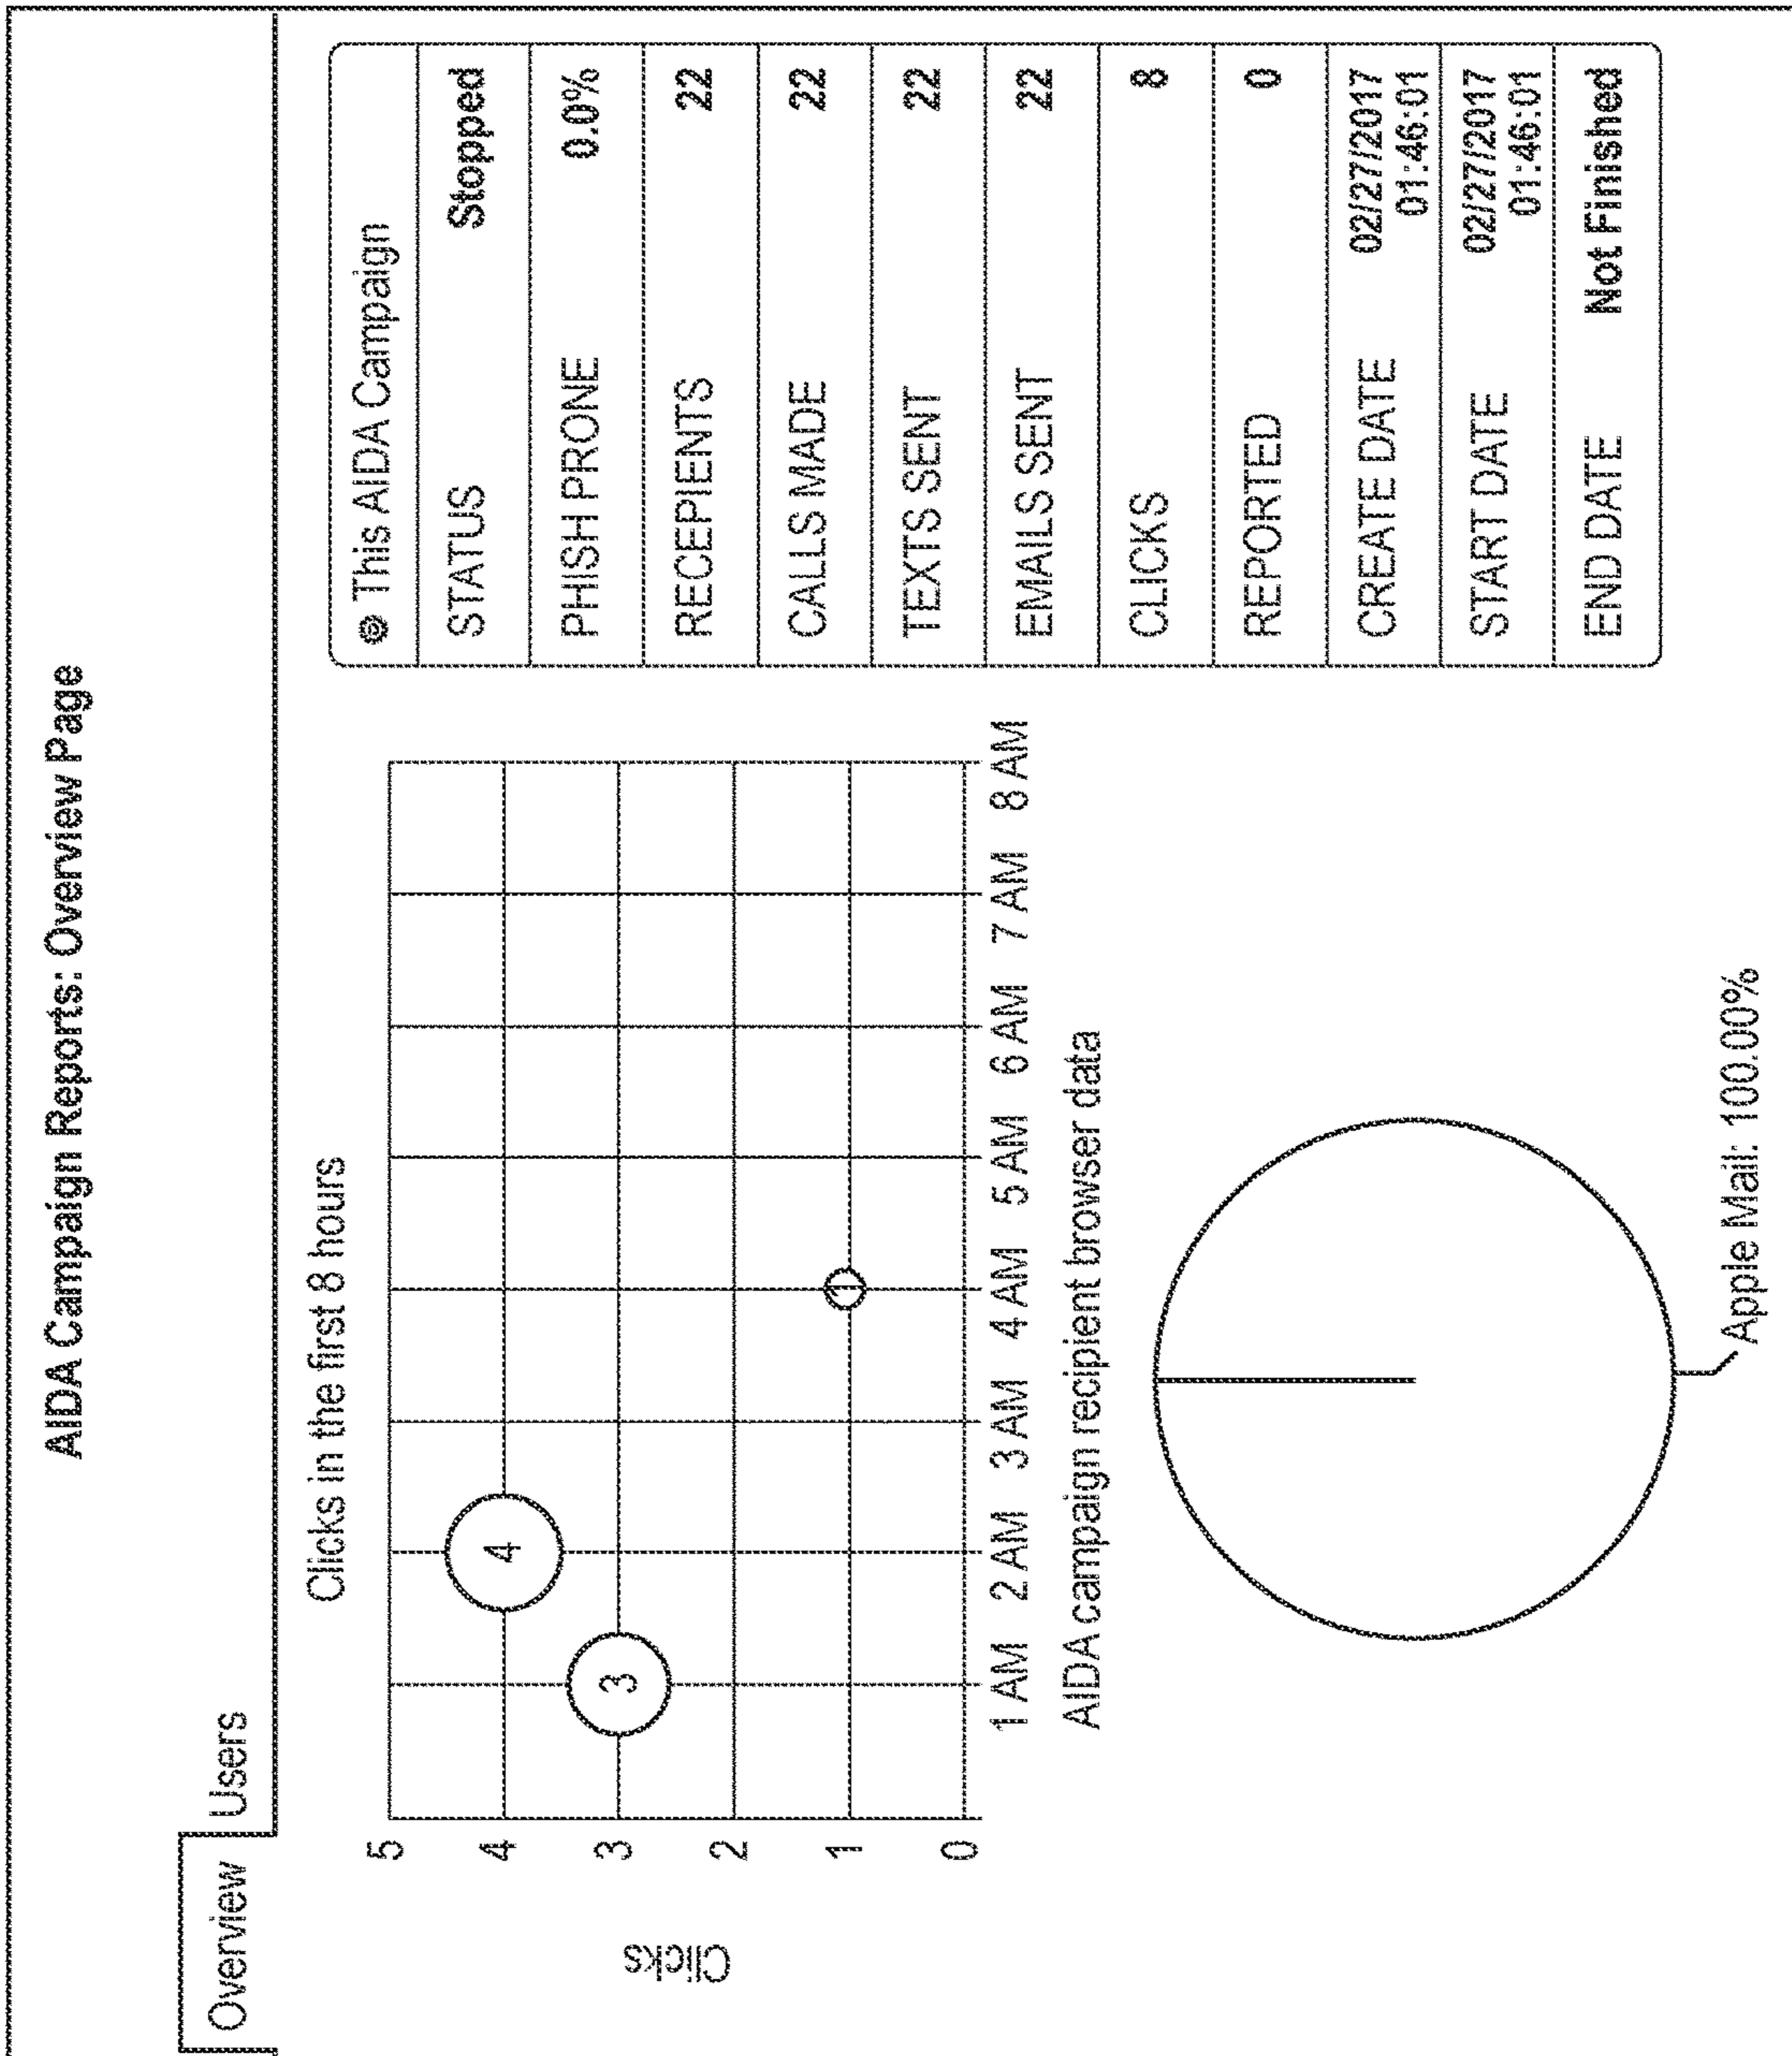 AIDA Campaign Reports: Overview Page
Overview Users
Clicks in the first 8 hours
Clicks
5
4
3
2
1
0
4
3
1
1 AM 2 AM 3 AM 4 AM 5 AM 6 AM 7 AM 8 AM
AIDA campaign recipient browser data
Apple Mail: 100.00%
This AIDA Campaign
STATUS Stopped
PHISH PRONE 0.0%
RECEPIENTS 22
CALLS MADE 22
TEXTS SENT 22
EMAILS SENT 22
CLICKS 8
REPORTED 0
CREATE DATE 02/27/2017
01:46:01
START DATE 02/27/2017
01:46:01
END DATE Not Finished